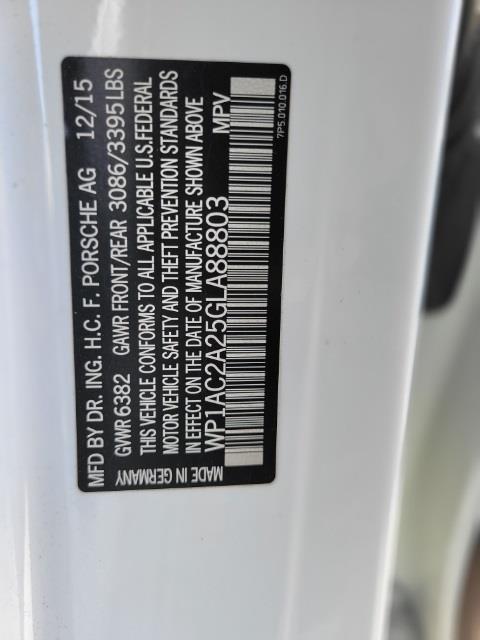 MFD BY DR. ING. H.C. F. PORSCHE AG 12/15
GVWR 6382 GAWR FRONT/REAR 3086/3395LBS
THIS VEHICLE CONFORMS TO ALL APPLICABLE U.S.FEDERAL
MOTOR VEHICLE SAFETY AND THEFT PREVENTION STANDARDS
IN EFFECT ON THE DATE OF MANUFACTURE SHOWN ABOVE
WP1AC2A25GLA88803 MPV
MADE IN GERMANY
7P5.010.016.D